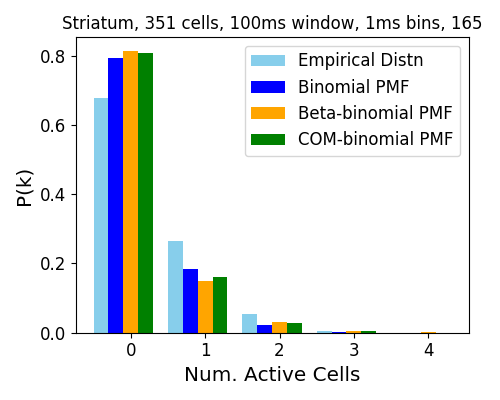 Striatum, 351 cells, 100ms window, 1ms bins, 165
Empirical Distn
Binomial PMF
Beta-binomial PMF
COM-binomial PMF
P(k)
0.8
0.6
0.4
0.2
0.0
0 1 2 3 4
Num. Active Cells